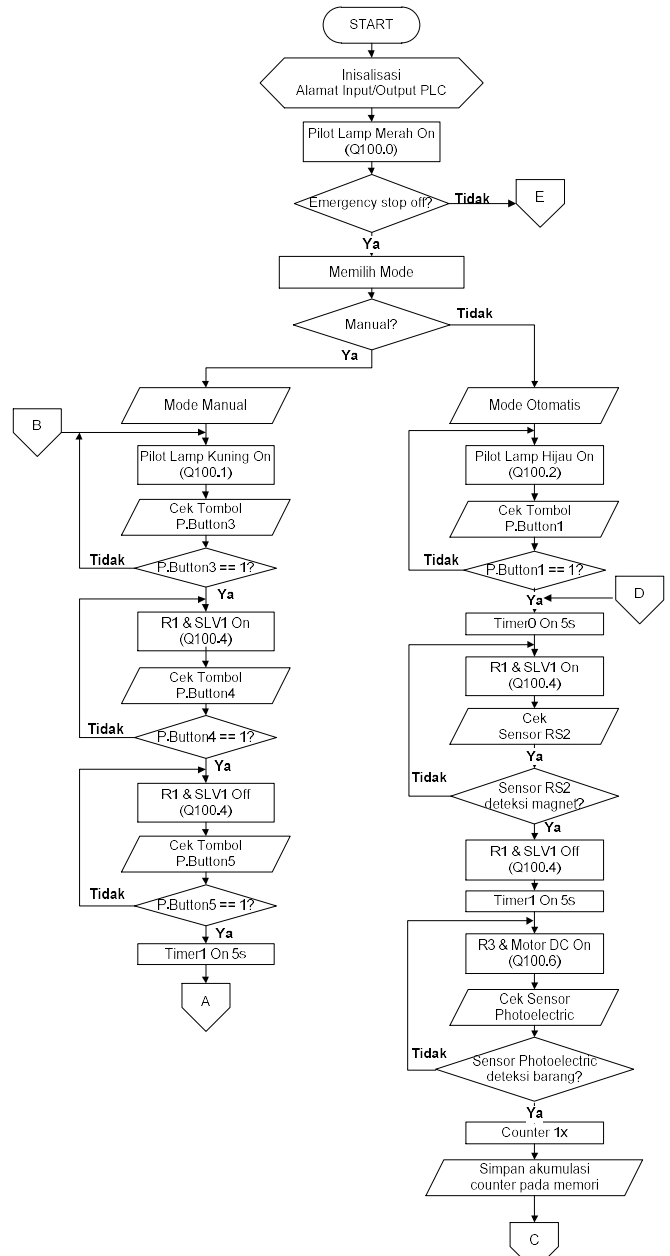 START
Inisalisasi
Alamat Input/Output PLC
Pilot Lamp Merah On
(Q100.0)
Emergency stop off?
Tidak
E
Ya
Memilih Mode
Manual?
Tidak
Ya
Mode Manual
B
Pilot Lamp Kuning On
(Q100.1)
Cek Tombol
P.Button3
Tidak
P.Button3 == 1?
Ya
R1 & SLV1 On
(Q100.4)
Cek Tombol
P.Button4
Tidak
P.Button4 == 1?
Ya
R1 & SLV1 Off
(Q100.4)
Cek Tombol
P.Button5
Tidak
P.Button5 == 1?
Ya
Timer1 On 5s
A
Mode Otomatis
Pilot Lamp Hijau On
(Q100.2)
Cek Tombol
P.Button1
Tidak
P.Button1 == 1?
Ya
D
Timer0 On 5s
R1 & SLV1 On
(Q100.4)
Cek
Sensor RS2
Ya
Tidak
Sensor RS2
deteksi magnet?
Ya
R1 & SLV1 Off
(Q100.4)
Timer1 On 5s
R3 & Motor DC On
(Q100.6)
Cek Sensor
Photoelectric
Tidak
Sensor Photoelectric
deteksi barang?
Ya
Counter 1x
Simpan akumulasi
counter pada memori
C